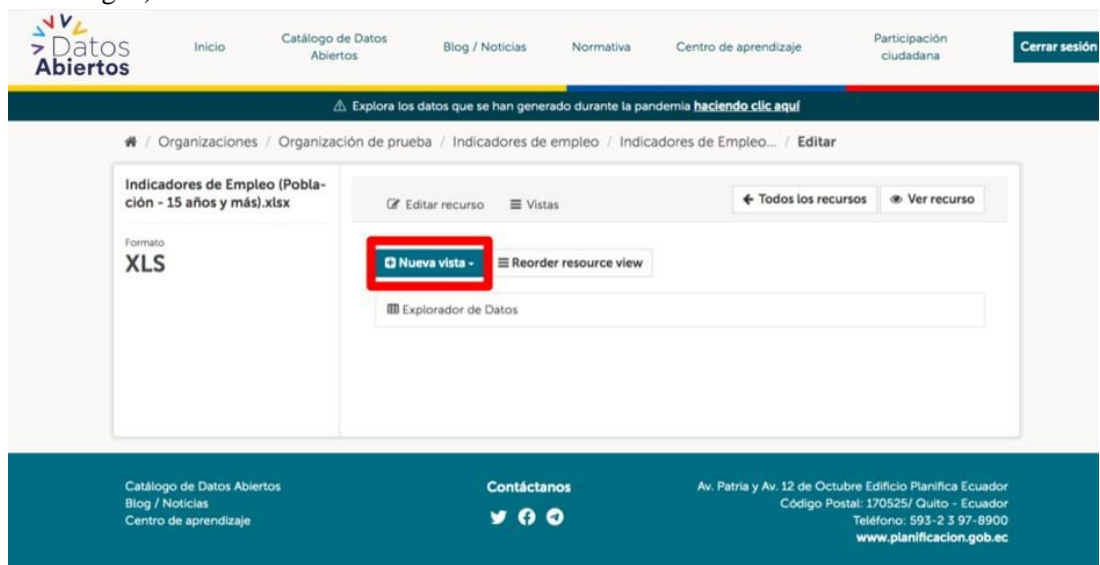 Datos
Abiertos
Inicio
Catálogo de Datos
Abiertos
Blog / Noticias
Normativa
Centro de aprendizaje
Participación
ciudadana
Cerrar sesión
Explora los datos que se han generado durante la pandemia haciendo clic aquí
/ Organizaciones / Organización de prueba / Indicadores de empleo / Indicadores de Empleo... / Editar
Indicadores de Empleo (Pobla-
ción - 15 años y más).xlsx
Formato
XLS
Editar recurso
Vistas
Todos los recursos
Ver recurso
Nueva vista
Reorder resource view
Explorador de Datos
Catálogo de Datos Abiertos
Blog / Noticias
Centro de aprendizaje
Contáctanos
Av. Patria y Av. 12 de Octubre Edificio Planifica Ecuador
Código Postal: 170525/ Quito - Ecuador
Teléfono: 593-2 3 97-8900
www.planificacion.gob.ec